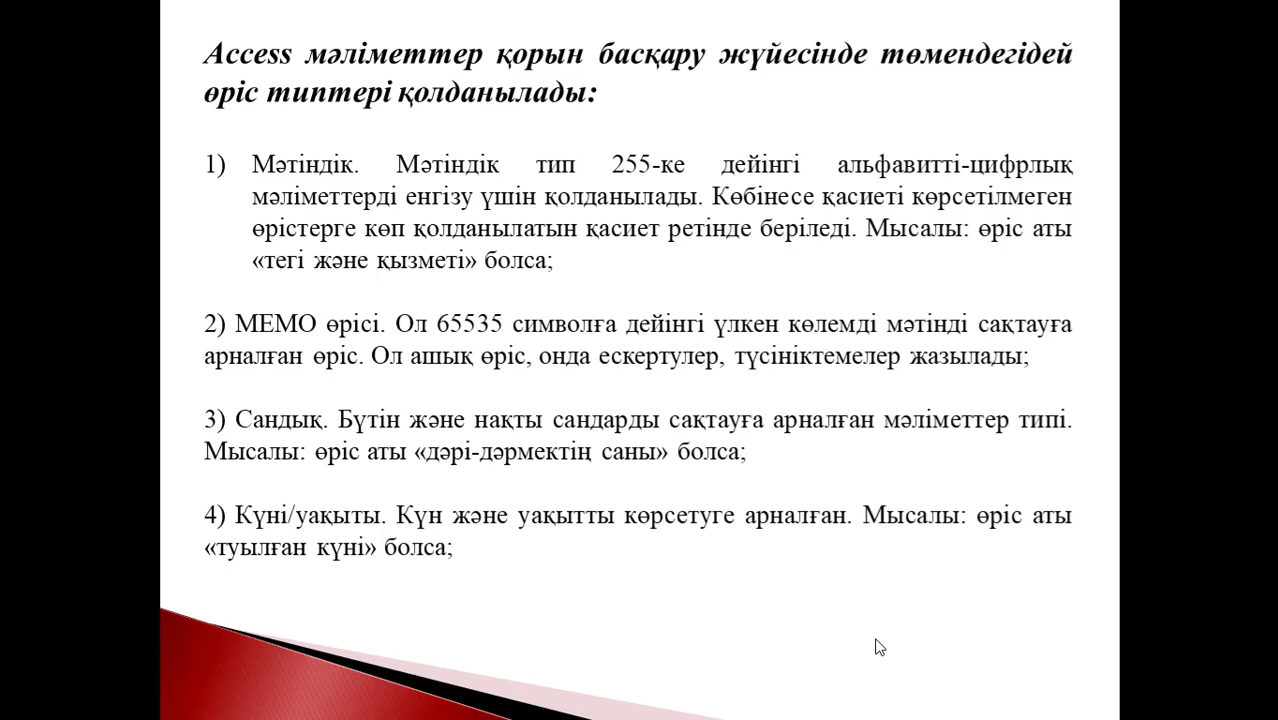 Access мәліметтер қорын басқару жүйесінде төмендегідей
өріс типтері қолданылады:
1) Мәтіндік. Мәтіндік тип 255-ке дейінгі альфавитті-цифрлық
мәліметтерді енгізу үшін қолданылады. Көбінесе қасиеті көрсетілмеген
өрістерге көп қолданылатын қасиет ретінде беріледі. Мысалы: өріс аты
«тегі және қызметі» болса;
2) МЕМО өрісі. Ол 65535 символға дейінгі үлкен көлемді мәтінді сақтауға
арналған өріс. Ол ашық өріс, онда ескертулер, түсініктемелер жазылады;
3) Сандық. Бүтін және нақты сандарды сақтауға арналған мәліметтер типі.
Мысалы: өріс аты «дәрі-дәрмектің саны» болса;
4) Күні/уақыты. Күн және уақытты көрсетуге арналған. Мысалы: өріс аты
«туылған күні» болса;